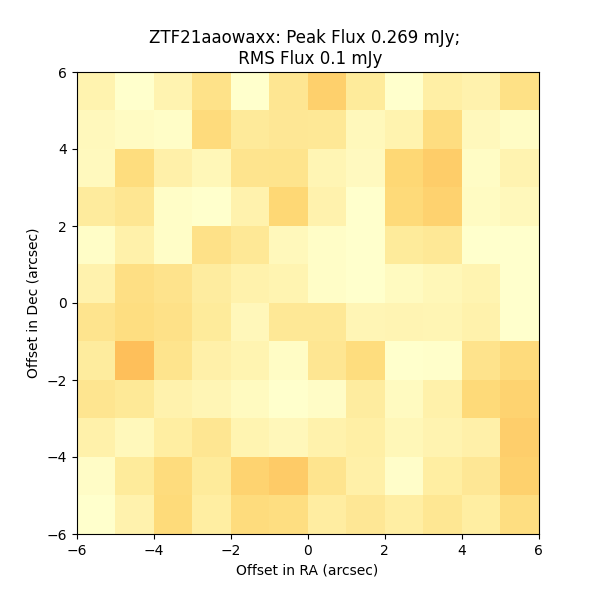 ZTF21aaowaxx: Peak Flux 0.269 mJy;
RMS Flux 0.1 mJy
6
4
2
0
−2
−4
−6
Offset in Dec (arcsec)
−6 −4 −2 0 2 4 6
Offset in RA (arcsec)